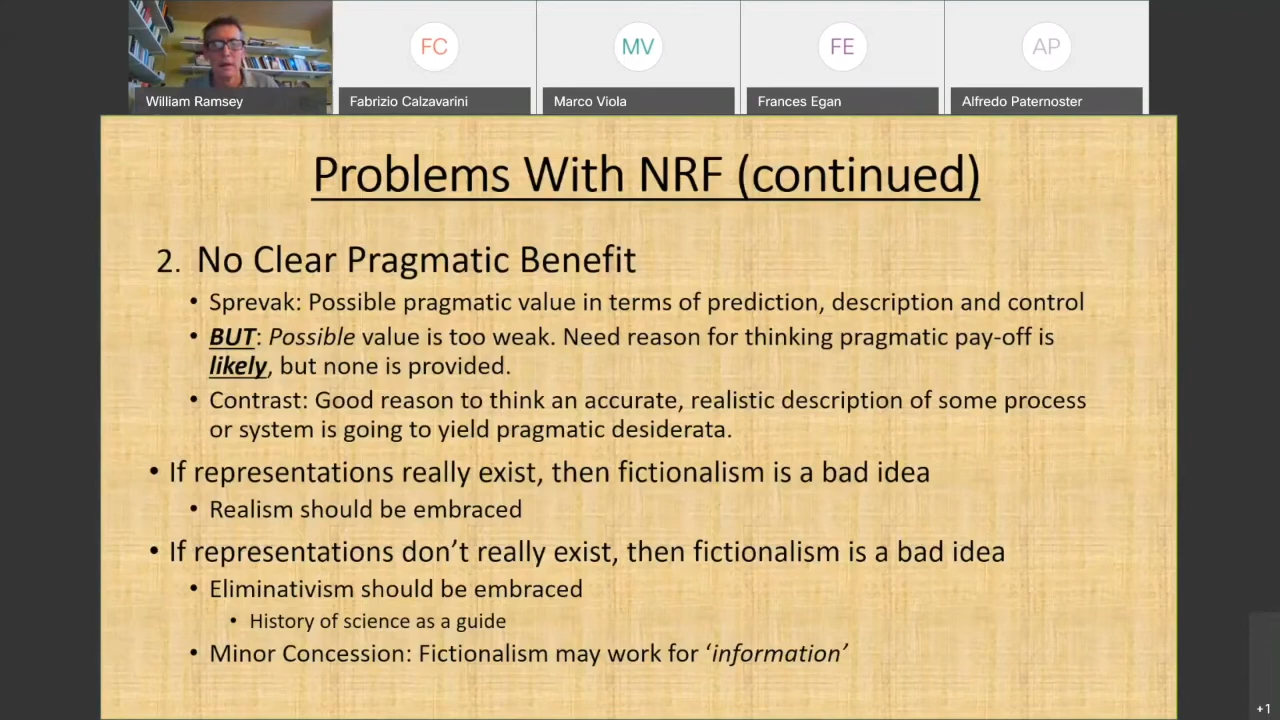 FC
MV
FE
AP
William Ramsey
Fabrizio Calzavarini
Marco Viola
Frances Egan
Alfredo Paternoster
Problems With NRF (continued)
2. No Clear Pragmatic Benefit
• Sprevak: Possible pragmatic value in terms of prediction, description and control
• BUT: Possible value is too weak. Need reason for thinking pragmatic pay-off is
likely, but none is provided.
• Contrast: Good reason to think an accurate, realistic description of some process
or system is going to yield pragmatic desiderata.
• If representations really exist, then fictionalism is a bad idea
• Realism should be embraced
• If representations don’t really exist, then fictionalism is a bad idea
• Eliminativism should be embraced
• History of science as a guide
• Minor Concession: Fictionalism may work for ‘information’
+1